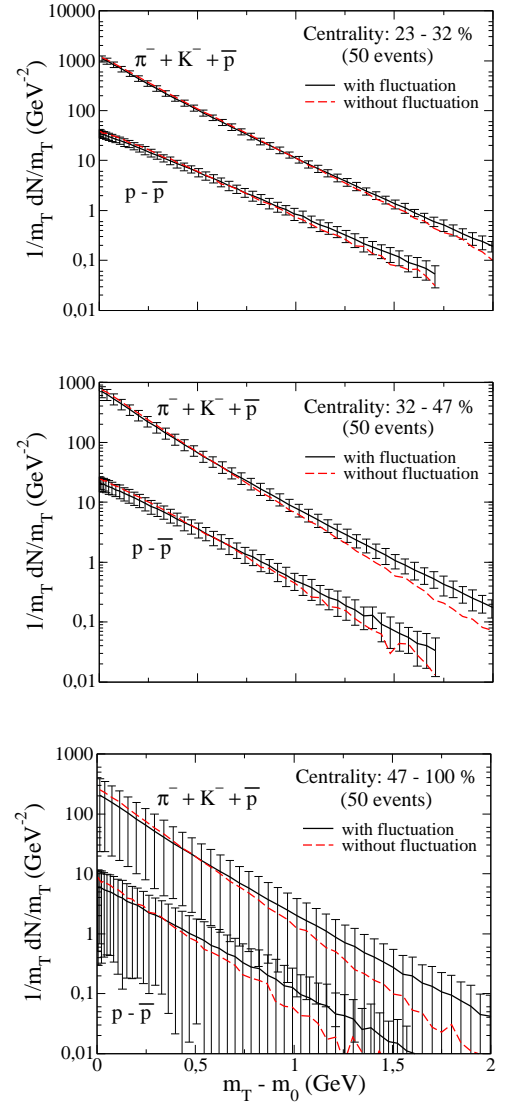 10000
1000
100
10
1
0,1
0,01
1/m_T dN/m_T (GeV^-2)
Centrality: 23 - 32 %
(50 events)
π^- + K^- + p̅
with fluctuation
without fluctuation
p - p̅
1000
100
10
1
0,1
0,01
1/m_T dN/m_T (GeV^-2)
Centrality: 32 - 47 %
(50 events)
π^- + K^- + p̅
with fluctuation
without fluctuation
p - p̅
1000
100
10
1
0,1
0,01
1/m_T dN/m_T (GeV^-2)
Centrality: 47 - 100 %
(50 events)
π^- + K^- + p̅
with fluctuation
without fluctuation
p - p̅
0 0,5 1 1,5 2
m_T - m_0 (GeV)